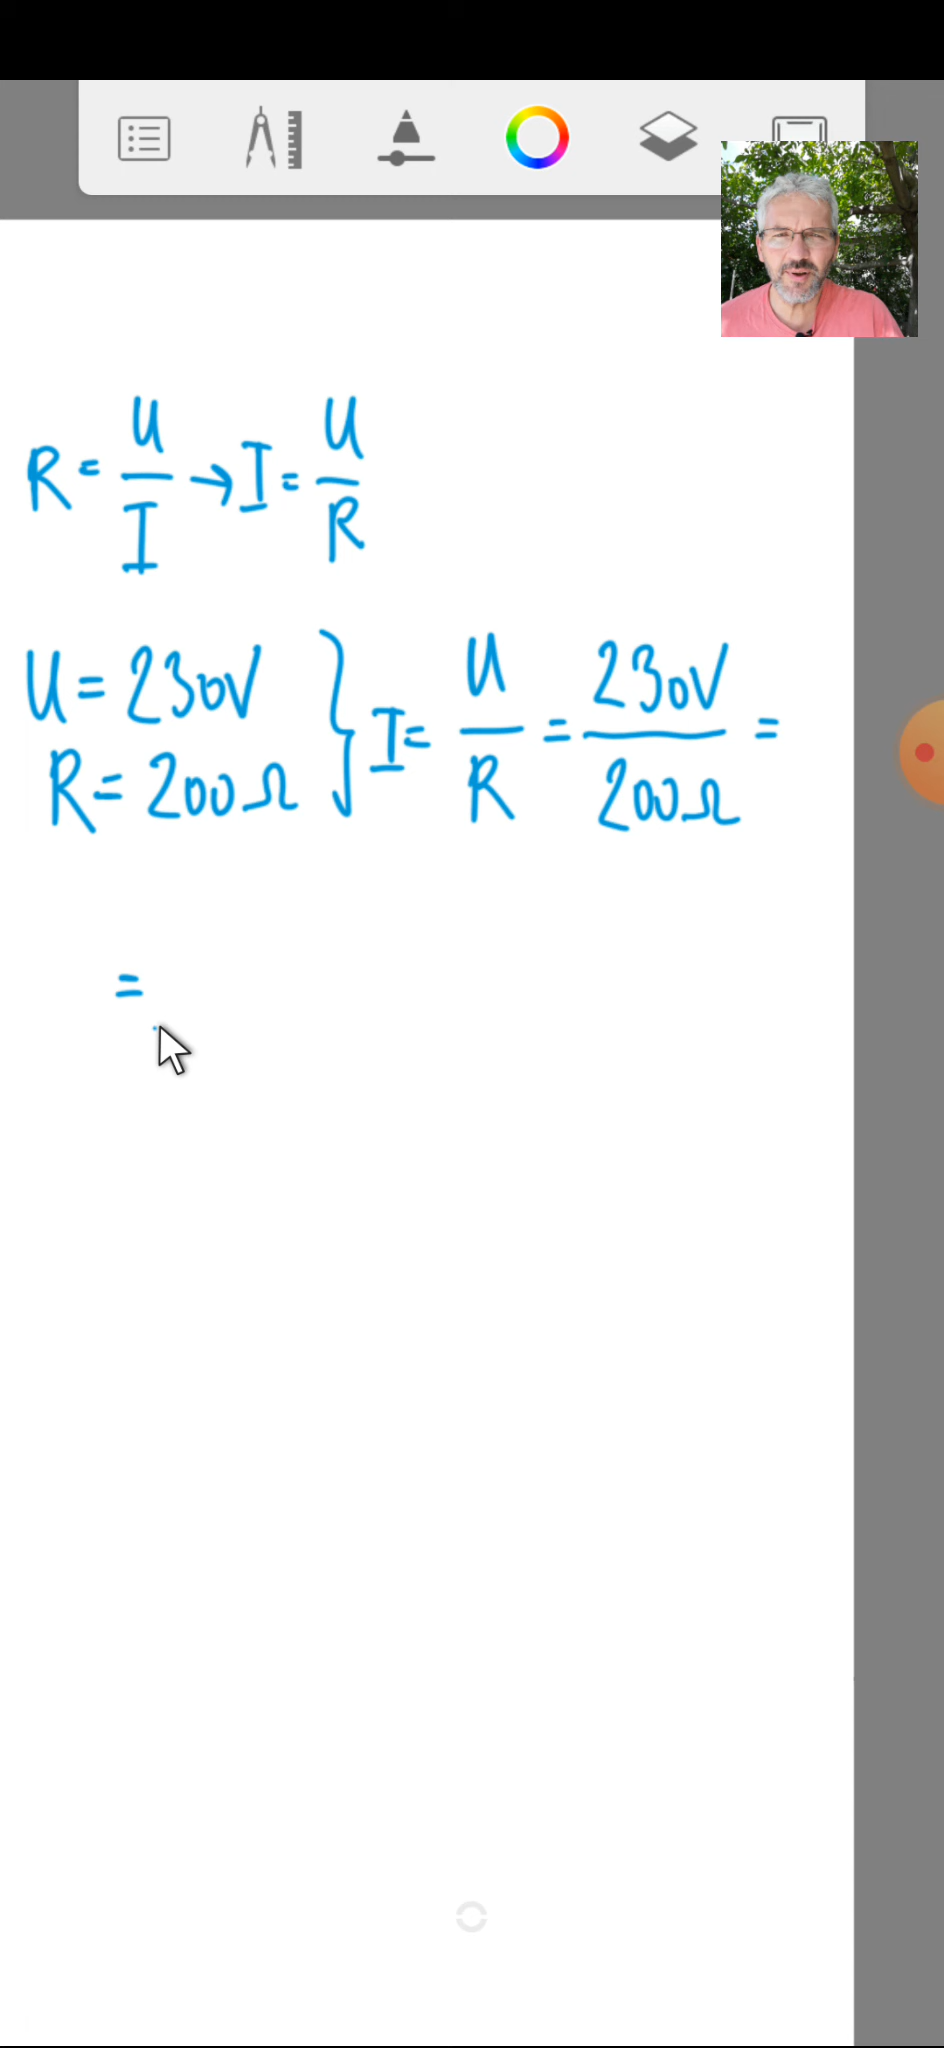 R = U/I → I = U/R
U = 230V
R = 200Ω } I = U/R = 230V/200Ω =
=